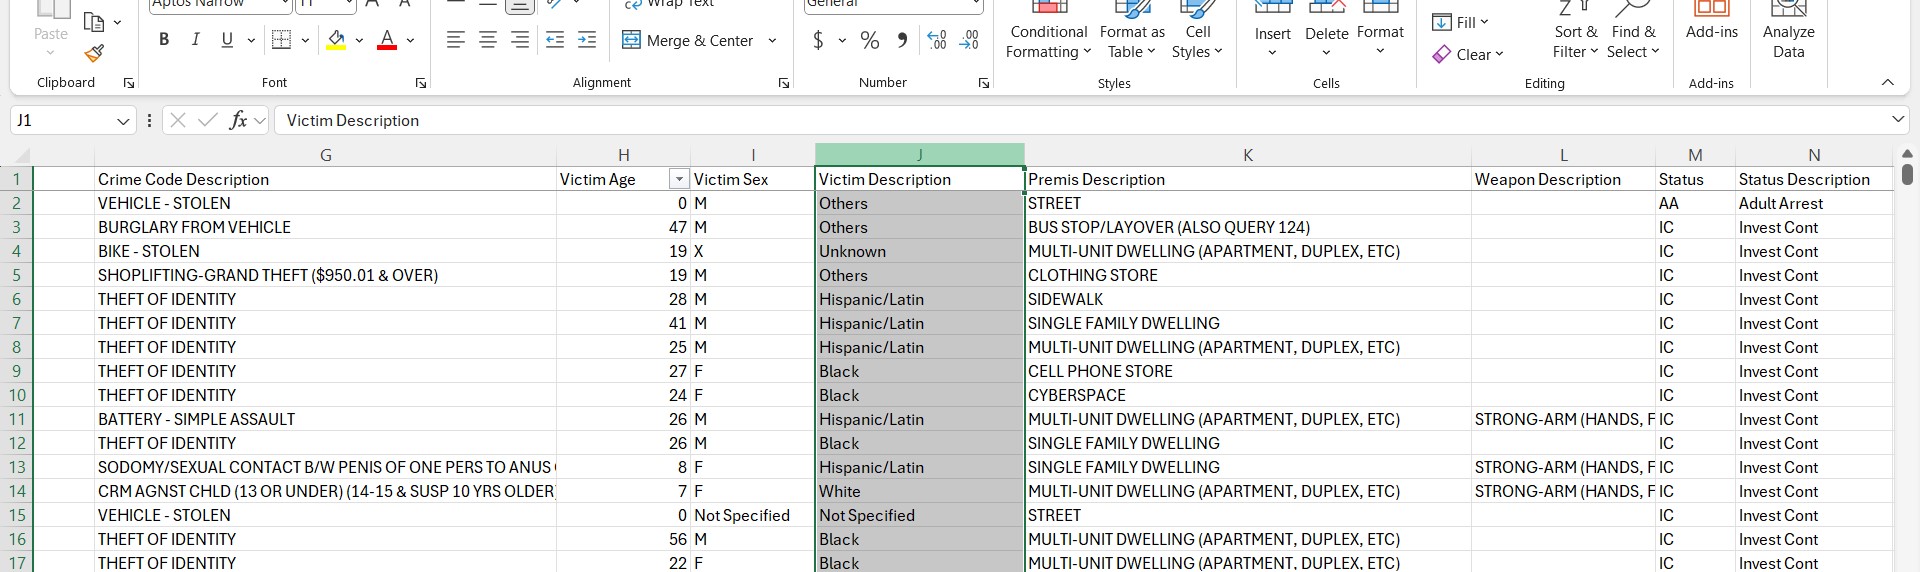 Aptos Narrow 11 A A Wrap Text General
Paste B I U A Merge & Center $ % Conditional Formatting Format as Table Cell Styles Insert Delete Format Fill Clear Sort & Filter Find & Select Add-ins Analyze Data
Clipboard Font Alignment Number Styles Cells Editing Add-ins
J1 fx Victim Description
G H I J K L M N
1 Crime Code Description Victim Age Victim Sex Victim Description Premis Description Weapon Description Status Status Description
2 VEHICLE - STOLEN 0 M Others STREET AA Adult Arrest
3 BURGLARY FROM VEHICLE 47 M Others BUS STOP/LAYOVER (ALSO QUERY 124) IC Invest Cont
4 BIKE - STOLEN 19 X Unknown MULTI-UNIT DWELLING (APARTMENT, DUPLEX, ETC) IC Invest Cont
5 SHOPLIFTING-GRAND THEFT ($950.01 & OVER) 19 M Others CLOTHING STORE IC Invest Cont
6 THEFT OF IDENTITY 28 M Hispanic/Latin SIDEWALK IC Invest Cont
7 THEFT OF IDENTITY 41 M Hispanic/Latin SINGLE FAMILY DWELLING IC Invest Cont
8 THEFT OF IDENTITY 25 M Hispanic/Latin MULTI-UNIT DWELLING (APARTMENT, DUPLEX, ETC) IC Invest Cont
9 THEFT OF IDENTITY 27 F Black CELL PHONE STORE IC Invest Cont
10 THEFT OF IDENTITY 24 F Black CYBERSPACE IC Invest Cont
11 BATTERY - SIMPLE ASSAULT 26 M Hispanic/Latin MULTI-UNIT DWELLING (APARTMENT, DUPLEX, ETC) STRONG-ARM (HANDS, F IC Invest Cont
12 THEFT OF IDENTITY 26 M Black SINGLE FAMILY DWELLING IC Invest Cont
13 SODOMY/SEXUAL CONTACT B/W PENIS OF ONE PERS TO ANUS 8 F Hispanic/Latin SINGLE FAMILY DWELLING STRONG-ARM (HANDS, F IC Invest Cont
14 CRM AGNST CHLD (13 OR UNDER) (14-15 & SUSP 10 YRS OLDER) 7 F White MULTI-UNIT DWELLING (APARTMENT, DUPLEX, ETC) STRONG-ARM (HANDS, F IC Invest Cont
15 VEHICLE - STOLEN 0 Not Specified Not Specified STREET IC Invest Cont
16 THEFT OF IDENTITY 56 M Black MULTI-UNIT DWELLING (APARTMENT, DUPLEX, ETC) IC Invest Cont
17 THEFT OF IDENTITY 22 F Black MULTI-UNIT DWELLING (APARTMENT, DUPLEX, ETC) IC Invest Cont